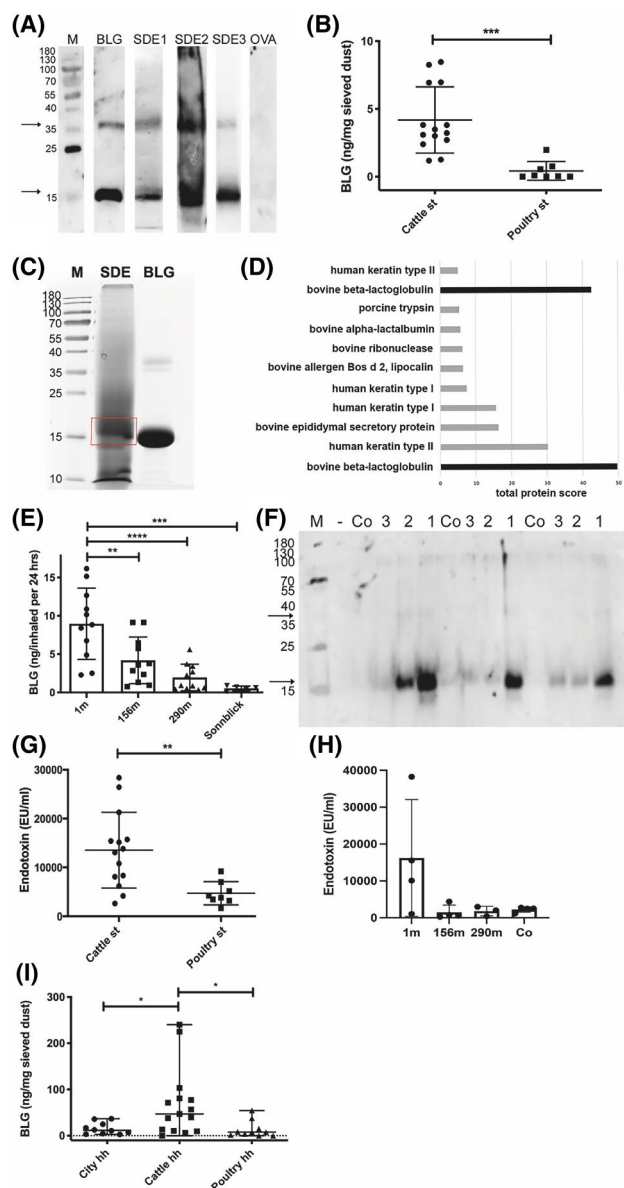 (A)
M BLG SDE1 SDE2 SDE3 OVA
180
130
100
70
55
40
35
25
15
(B)
***
BLG (ng/mg sieved dust)
10
5
0
Cattle st
Poultry st
(C)
M SDE BLG
180
130
100
70
55
40
35
25
15
10
(D)
human keratin type II
bovine beta-lactoglobulin
porcine trypsin
bovine alpha-lactalbumin
bovine ribonuclease
bovine allergen Bos d 2, lipocalin
human keratin type I
human keratin type I
bovine epididymal secretory protein
human keratin type II
bovine beta-lactoglobulin
0 10 20 30 40 50
total protein score
(E)
***
****
**
BLG (ng/inhaled per 24 hrs)
15
10
5
0
1m
156m
290m
Sonnblick
(F)
M - Co 3 2 1 Co 3 2 1 Co 3 2 1
180
130
100
70
55
40
35
25
15
(G)
**
Endotoxin (EU/ml)
30000
20000
10000
0
Cattle st
Poultry st
(H)
Endotoxin (EU/ml)
40000
30000
20000
10000
0
1m 156m 290m Co
(I)
* *
BLG (ng/mg sieved dust)
300
200
100
0
City hh
Cattle hh
Poultry hh